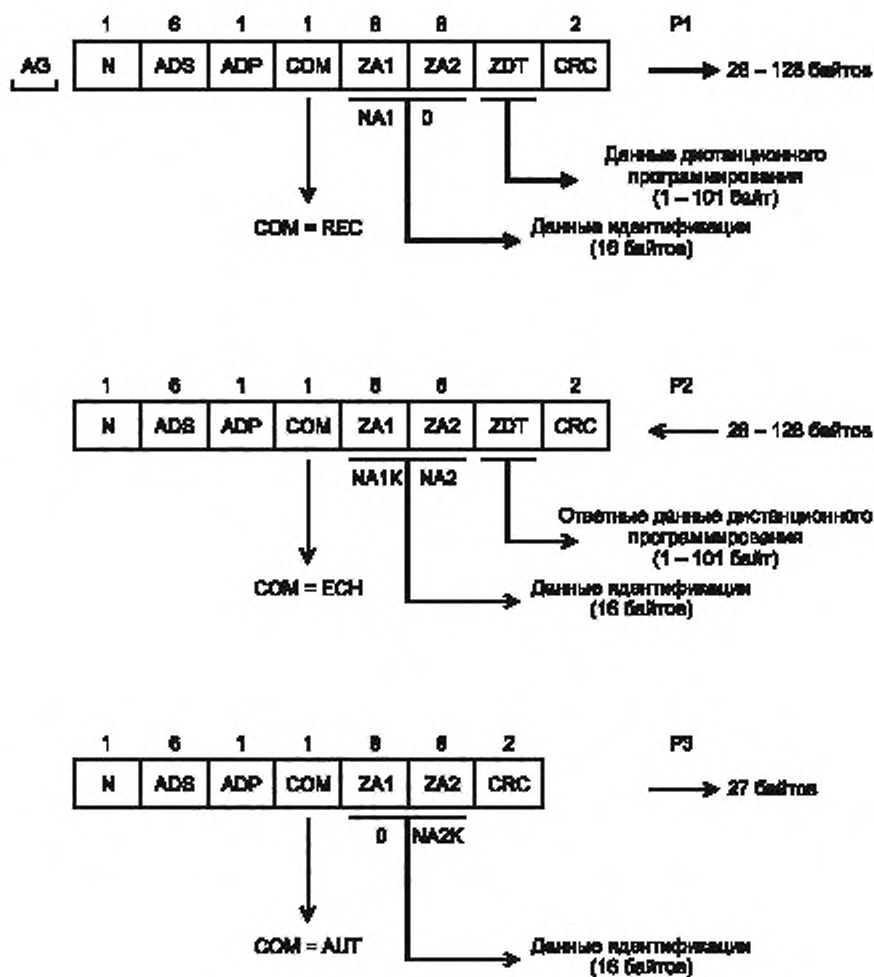 1 6 1 1 8 8 2 P1
AG N ADS ADP COM ZA1 ZA2 ZDT CRC 28 – 128 байтов
NA1 0
Данные дистанционного
программирования
(1 – 101 байт)
COM = REC
Данные идентификации
(16 байтов)
1 6 1 1 8 8 2 P2
N ADS ADP COM ZA1 ZA2 ZDT CRC 28 – 128 байтов
NA1K NA2
Ответные данные дистанционного
программирования
(1 – 101 байт)
COM = ECH
Данные идентификации
(16 байтов)
1 6 1 1 8 8 2 P3
N ADS ADP COM ZA1 ZA2 CRC 27 байтов
0 NA2K
COM = AUT
Данные идентификации
(16 байтов)